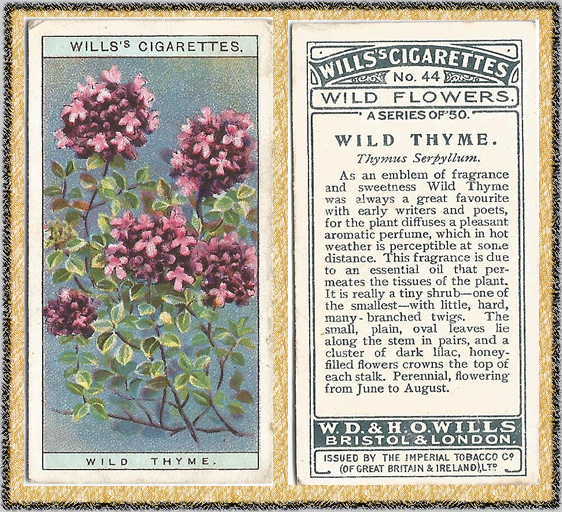 WILLS'S CIGARETTES.
WILD THYME.
WILLS'S CIGARETTES
No. 44
WILD FLOWERS.
A SERIES OF 50.
WILD THYME.
Thymus Serpyllum.
As an emblem of fragrance
and sweetness Wild Thyme
was always a great favourite
with early writers and poets,
for the plant diffuses a pleasant
aromatic perfume, which in hot
weather is perceptible at some
distance. This fragrance is due
to an essential oil that per-
meates the tissues of the plant.
It is really a tiny shrub—one of
the smallest—with little, hard,
many-branched twigs. The
small, plain, oval leaves lie
along the stem in pairs, and a
cluster of dark lilac, honey-
filled flowers crowns the top of
each stalk. Perennial, flowering
from June to August.
W.D.& H.O.WILLS
BRISTOL & LONDON.
ISSUED BY THE IMPERIAL TOBACCO Co
(OF GREAT BRITAIN & IRELAND), LTD